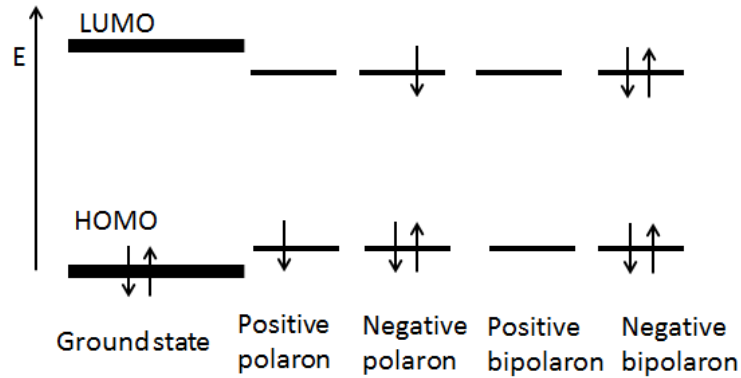 LUMO
E
HOMO
Ground state
Positive
polaron
Negative
polaron
Positive
bipolaron
Negative
bipolaron